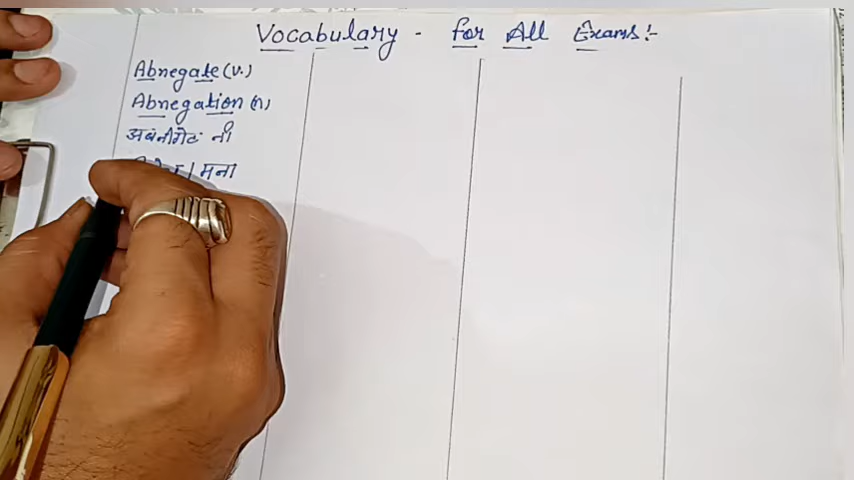 Vocabulary - for All Exams:-
Abnegate (v.)
Abnegation (n)
अबनीगेट नी
/ मना